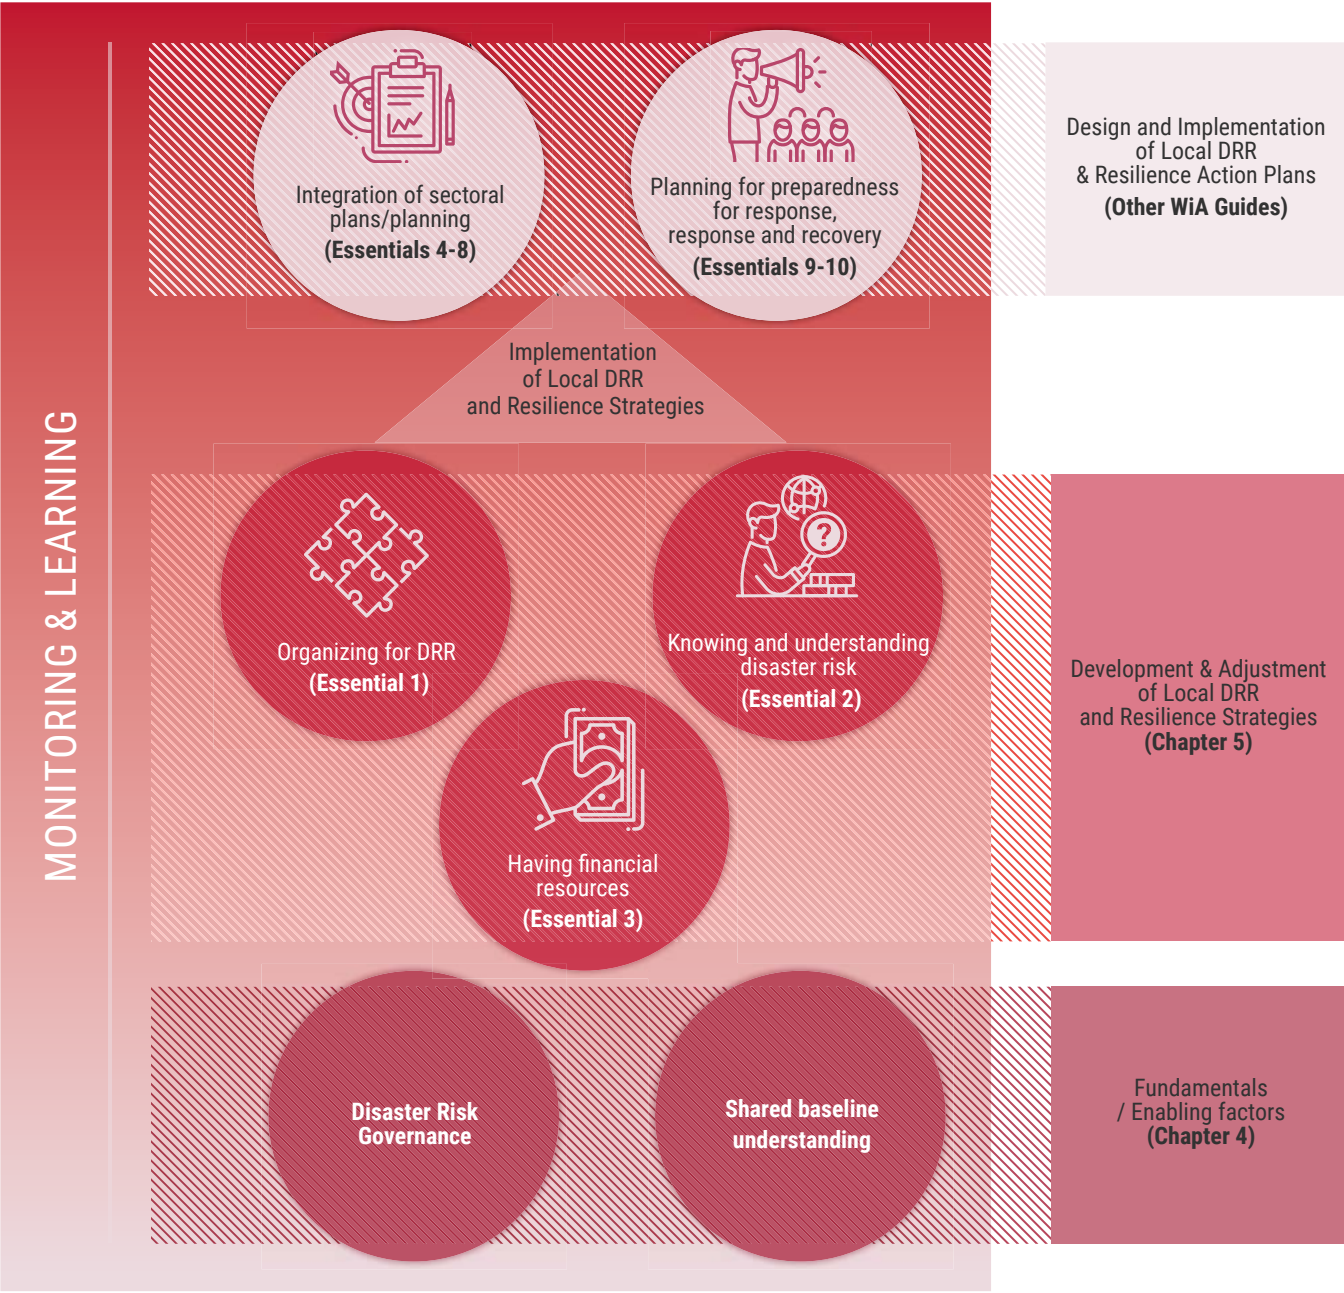 MONITORING & LEARNING
Integration of sectoral
plans/planning
(Essentials 4-8)
Planning for preparedness
for response,
response and recovery
(Essentials 9-10)
Design and Implementation
of Local DRR
& Resilience Action Plans
(Other WiA Guides)
Implementation
of Local DRR
and Resilience Strategies
Organizing for DRR
(Essential 1)
?
Knowing and understanding
disaster risk
(Essential 2)
Having financial
resources
(Essential 3)
Development & Adjustment
of Local DRR
and Resilience Strategies
(Chapter 5)
Disaster Risk
Governance
Shared baseline
understanding
Fundamentals
/ Enabling factors
(Chapter 4)